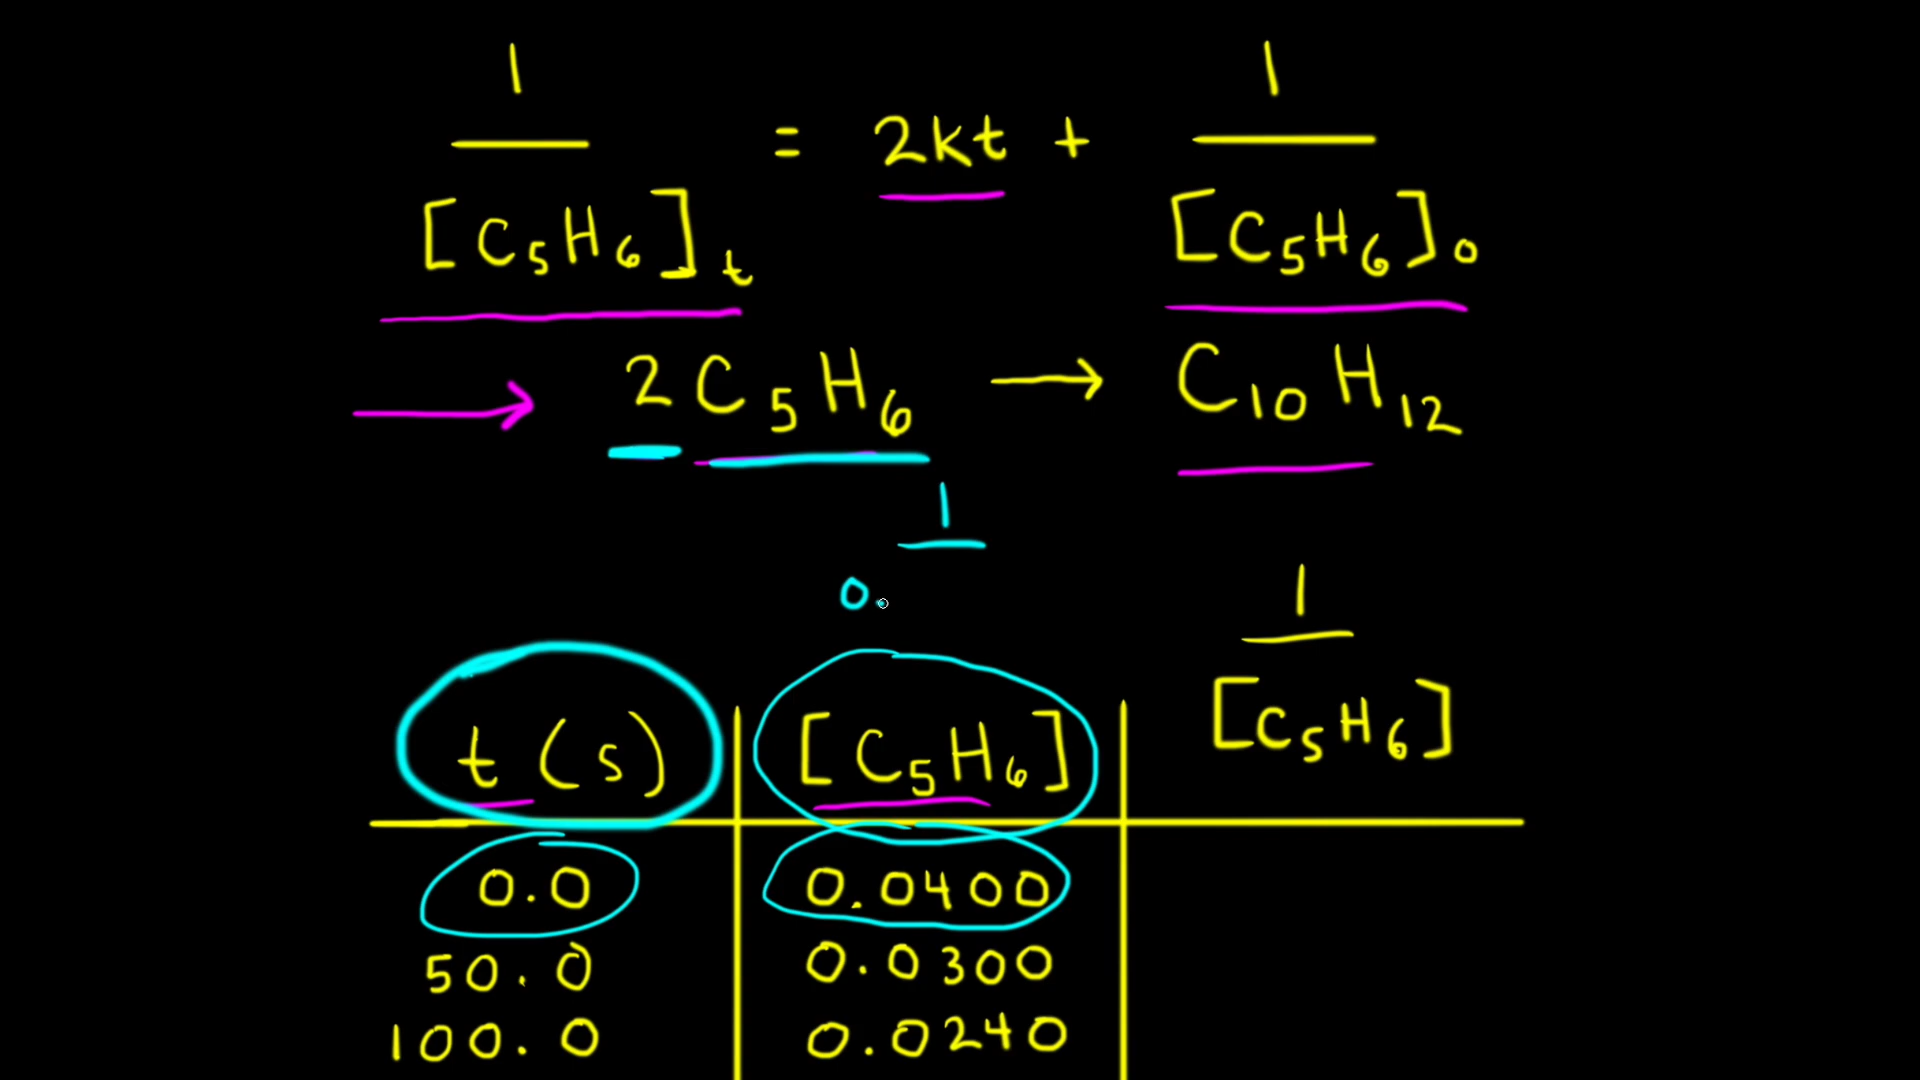 1/[C₅H₆]ₜ = 2kt + 1/[C₅H₆]₀
2C₅H₆ → C₁₀H₁₂
1
0.
t (s) [C₅H₆] 1/[C₅H₆]
0.0 0.0400
50.0 0.0300
100.0 0.0240